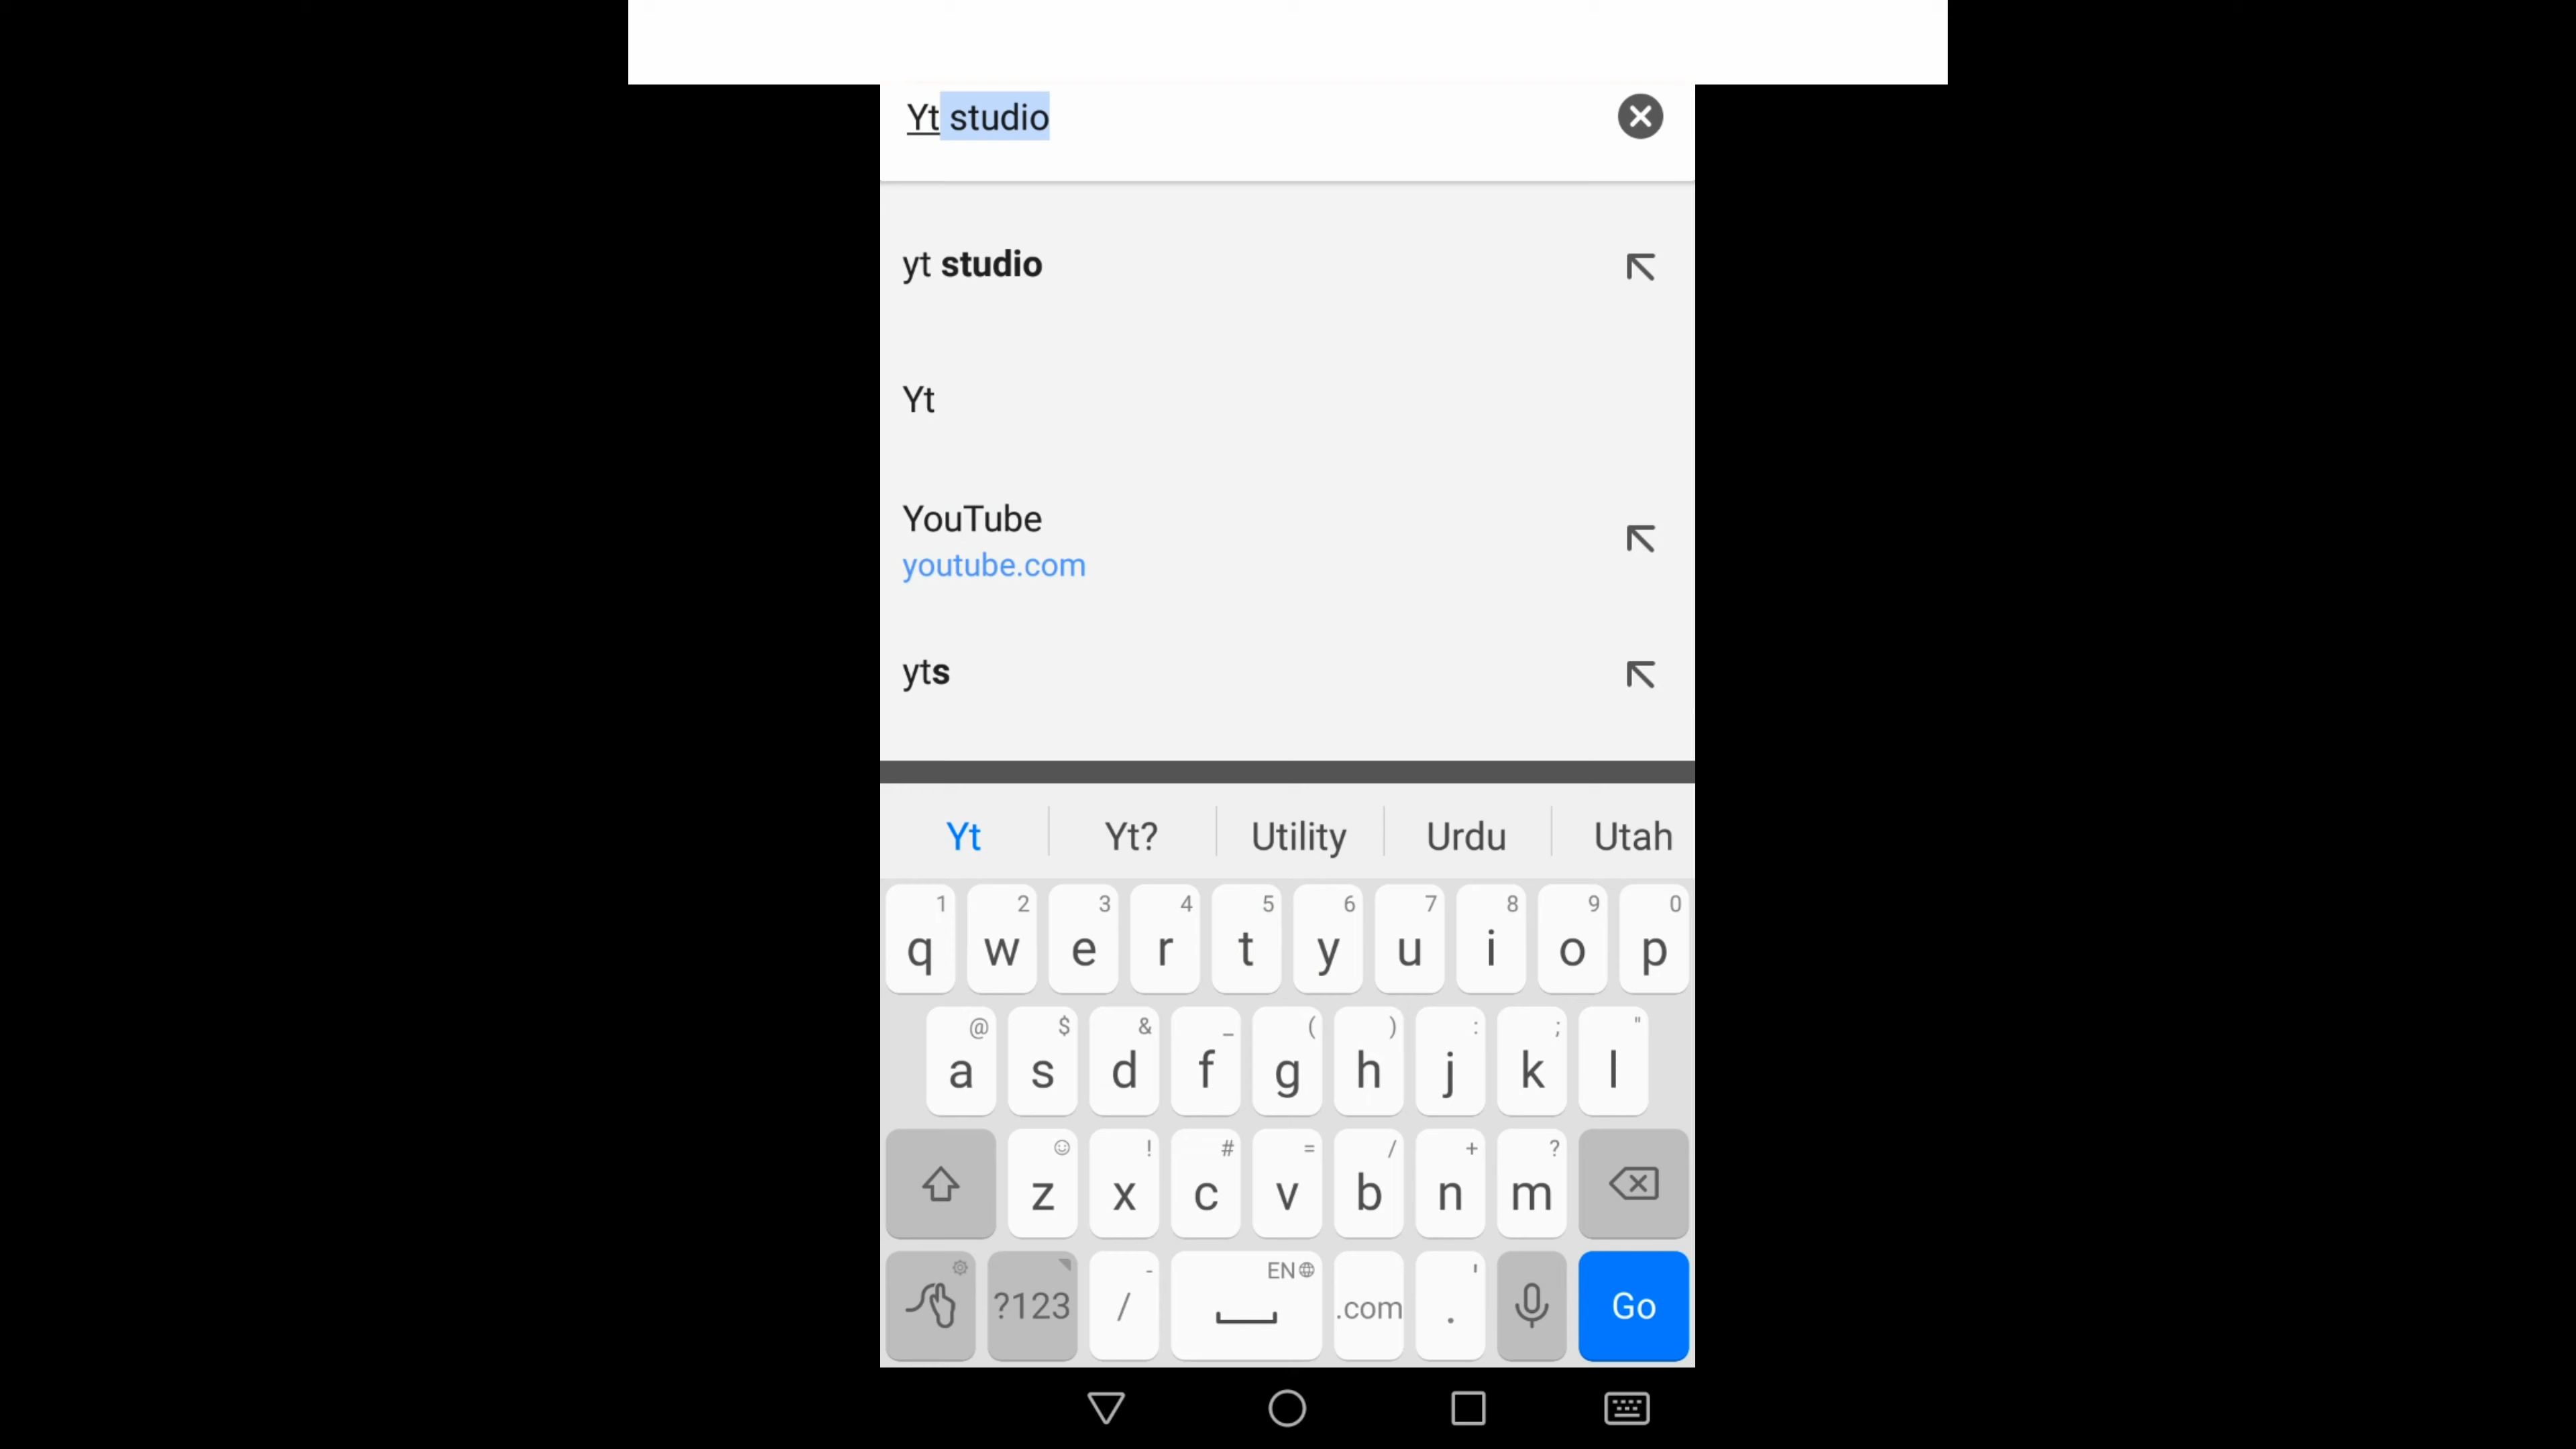 Yt studio
yt studio
Yt
YouTube
youtube.com
yts
Yt Yt? Utility Urdu Utah
1 2 3 4 5 6 7 8 9 0
q w e r t y u i o p
@ $ & _ ( ) : ; "
a s d f g h j k l
! # = / + ?
z x c v b n m
- EN '
?123 / .com . Go